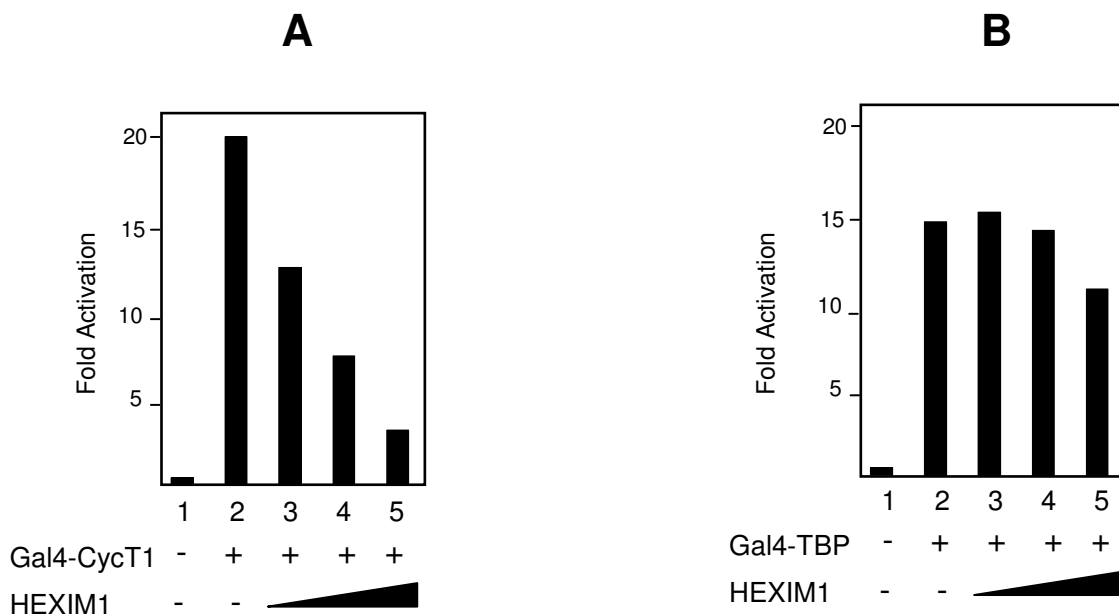 A
20
15
10
5
Fold Activation
1 2 3 4 5
Gal4-CycT1 - + + + +
HEXIM1 - -
B
20
15
10
5
Fold Activation
1 2 3 4 5
Gal4-TBP - + + + +
HEXIM1 - -